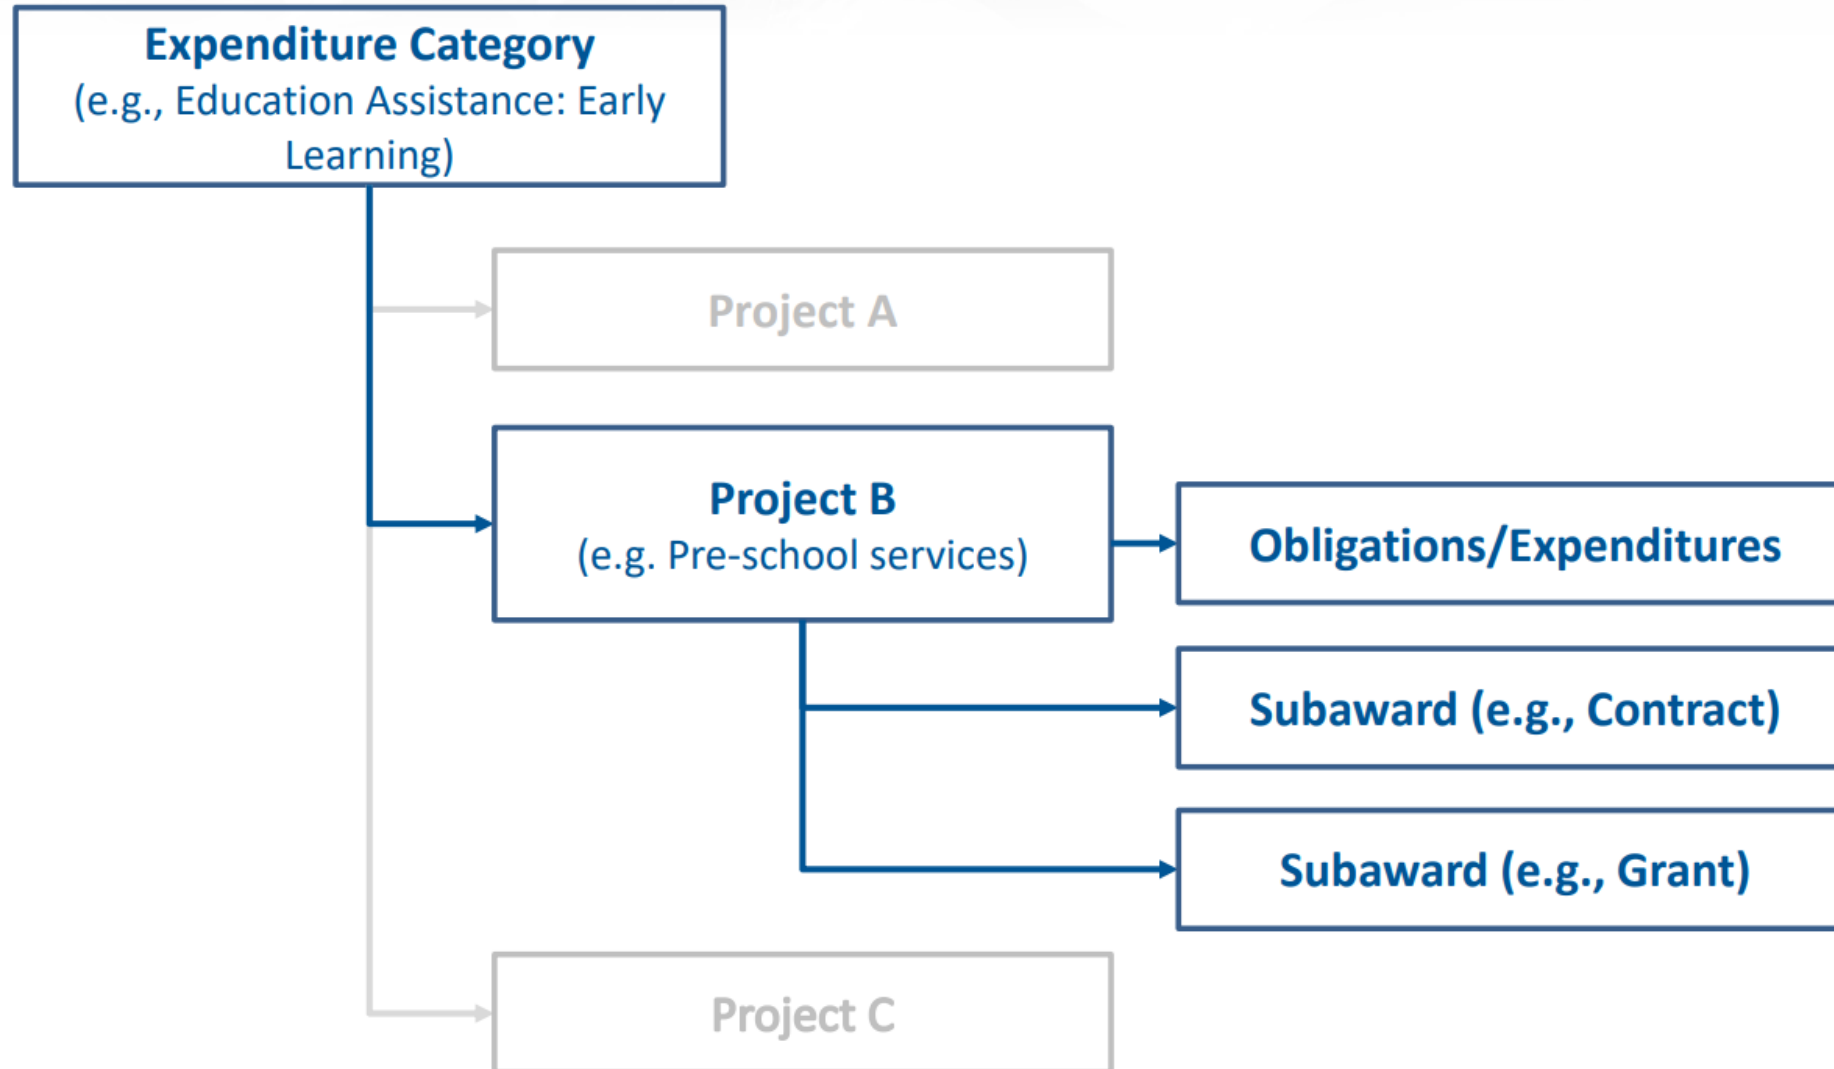 Expenditure Category
(e.g., Education Assistance: Early
Learning)
Project A
Project B
(e.g. Pre-school services)
Obligations/Expenditures
Subaward (e.g., Contract)
Subaward (e.g., Grant)
Project C